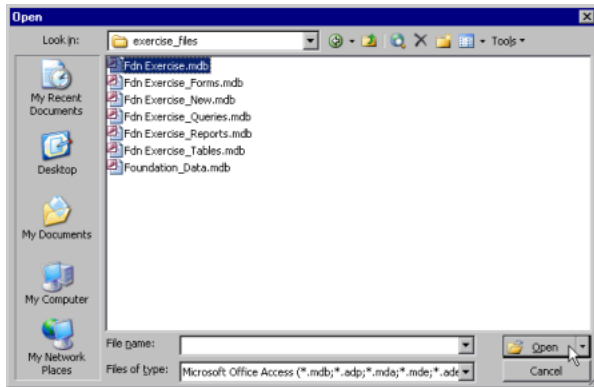 Open
Look in: exercise_files Tools
Fdn Exercise.mdb
Fdn Exercise_Forms.mdb
Fdn Exercise_New.mdb
Fdn Exercise_Queries.mdb
Fdn Exercise_Reports.mdb
Fdn Exercise_Tables.mdb
Foundation_Data.mdb
My Recent
Documents
Desktop
My Documents
My Computer
My Network
Places
File name:
Open
Files of type: Microsoft Office Access (*.mdb;*.adp;*.mda;*.mde;*.ade
Cancel